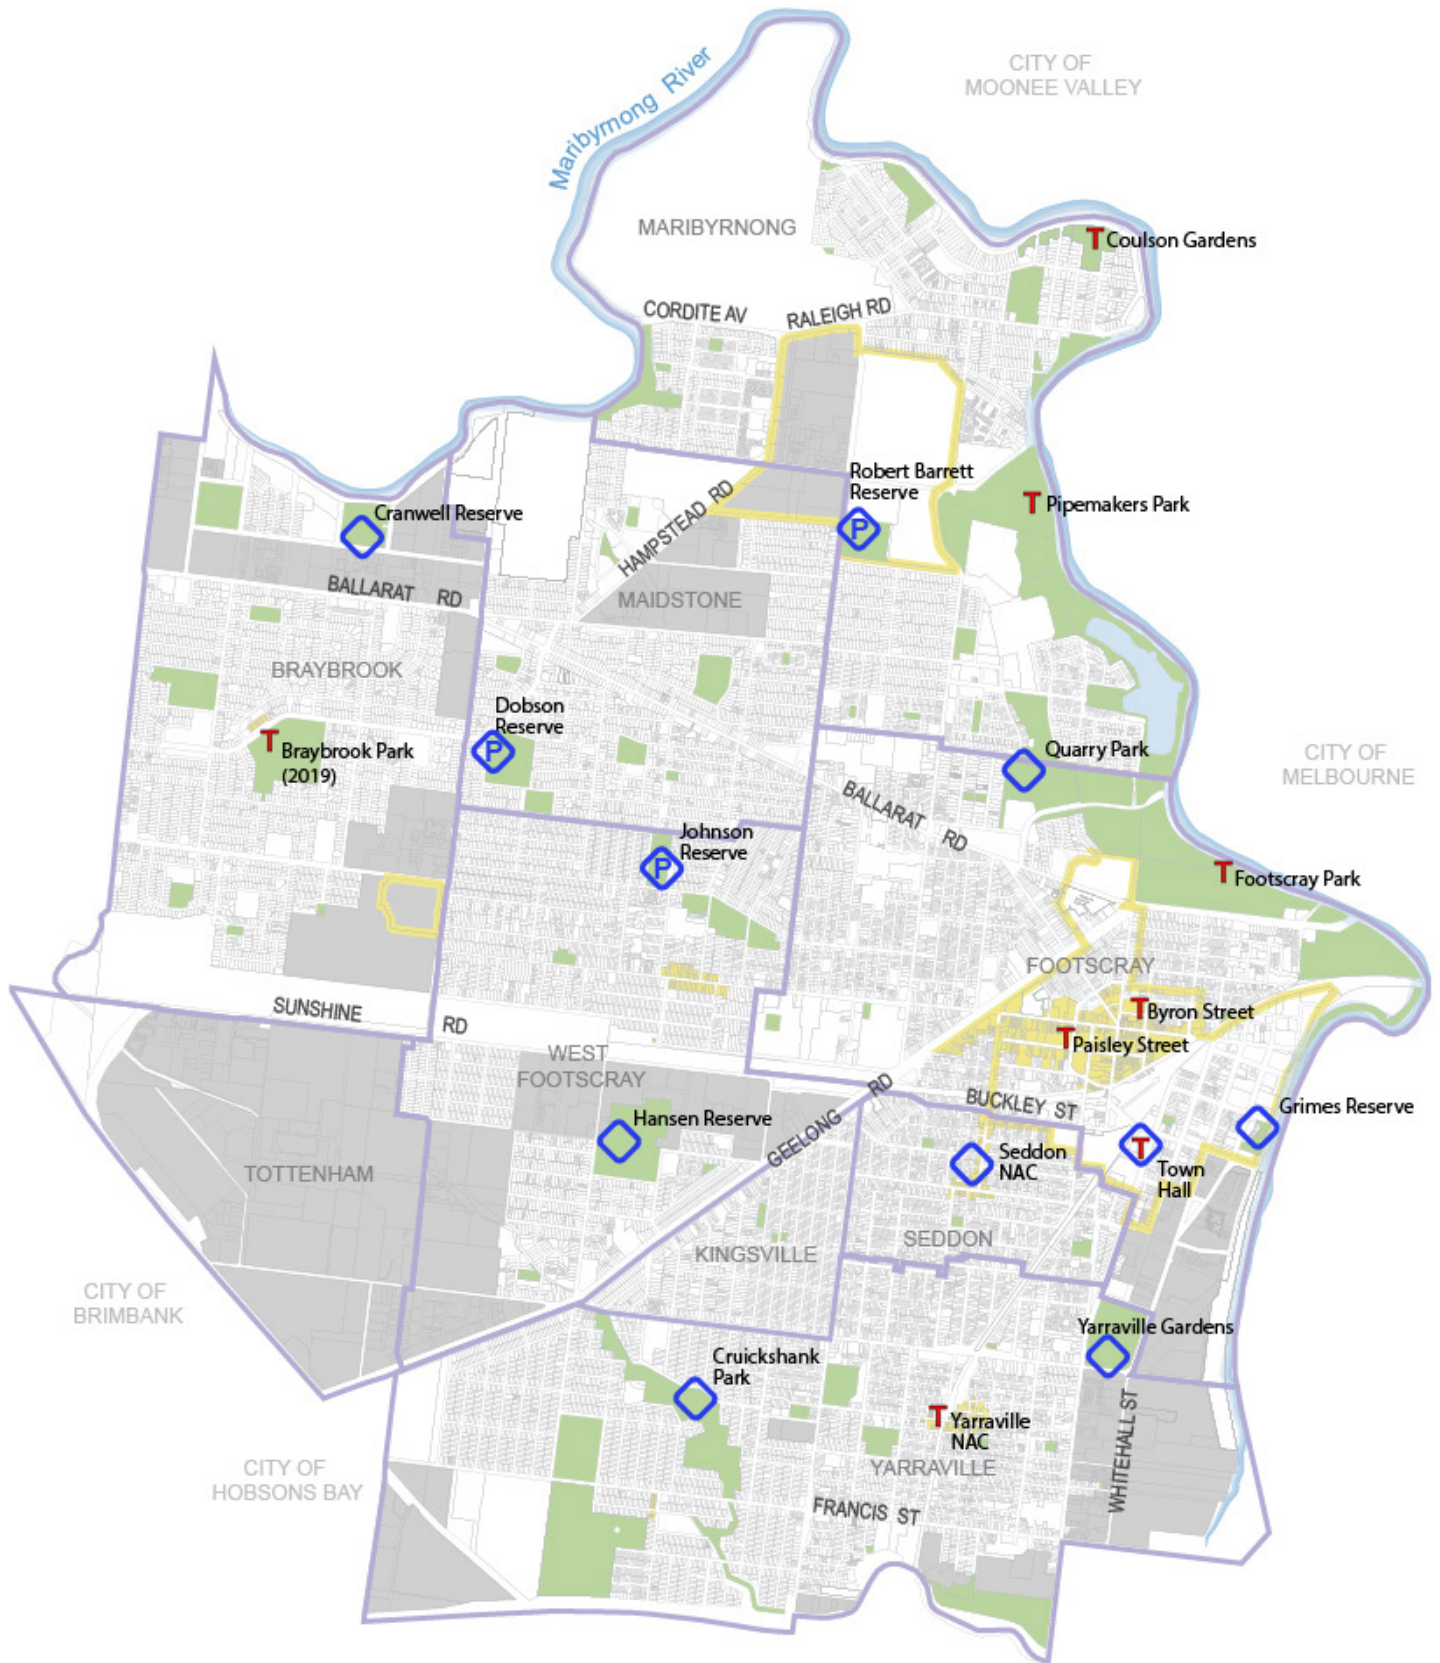 CITY OF
MOONEE VALLEY
Maribyrnong River
MARIBYRNONG
T Coulson Gardens
CORDITE AV
RALEIGH RD
Robert Barrett
Reserve
P
HAMPSTEAD RD
T Pipemakers Park
Cranwell Reserve
BALLARAT RD
MAIDSTONE
BRAYBROOK
Dobson
Reserve
P
T Braybrook Park
(2019)
Quarry Park
CITY OF
MELBOURNE
BALLARAT RD
Johnson
Reserve
P
T Footscray Park
FOOTSCRAY
T Byron Street
T Paisley Street
SUNSHINE RD
WEST
FOOTSCRAY
BUCKLEY ST
GEELONG RD
Hansen Reserve
Grimes Reserve
Seddon
NAC
T
Town
Hall
TOTTENHAM
SEDDON
KINGSVILLE
CITY OF
BRIMBANK
Yarraville Gardens
Cruickshank
Park
T Yarraville
NAC
YARRAVILLE
WHITEHALL ST
CITY OF
HOBSONS BAY
FRANCIS ST